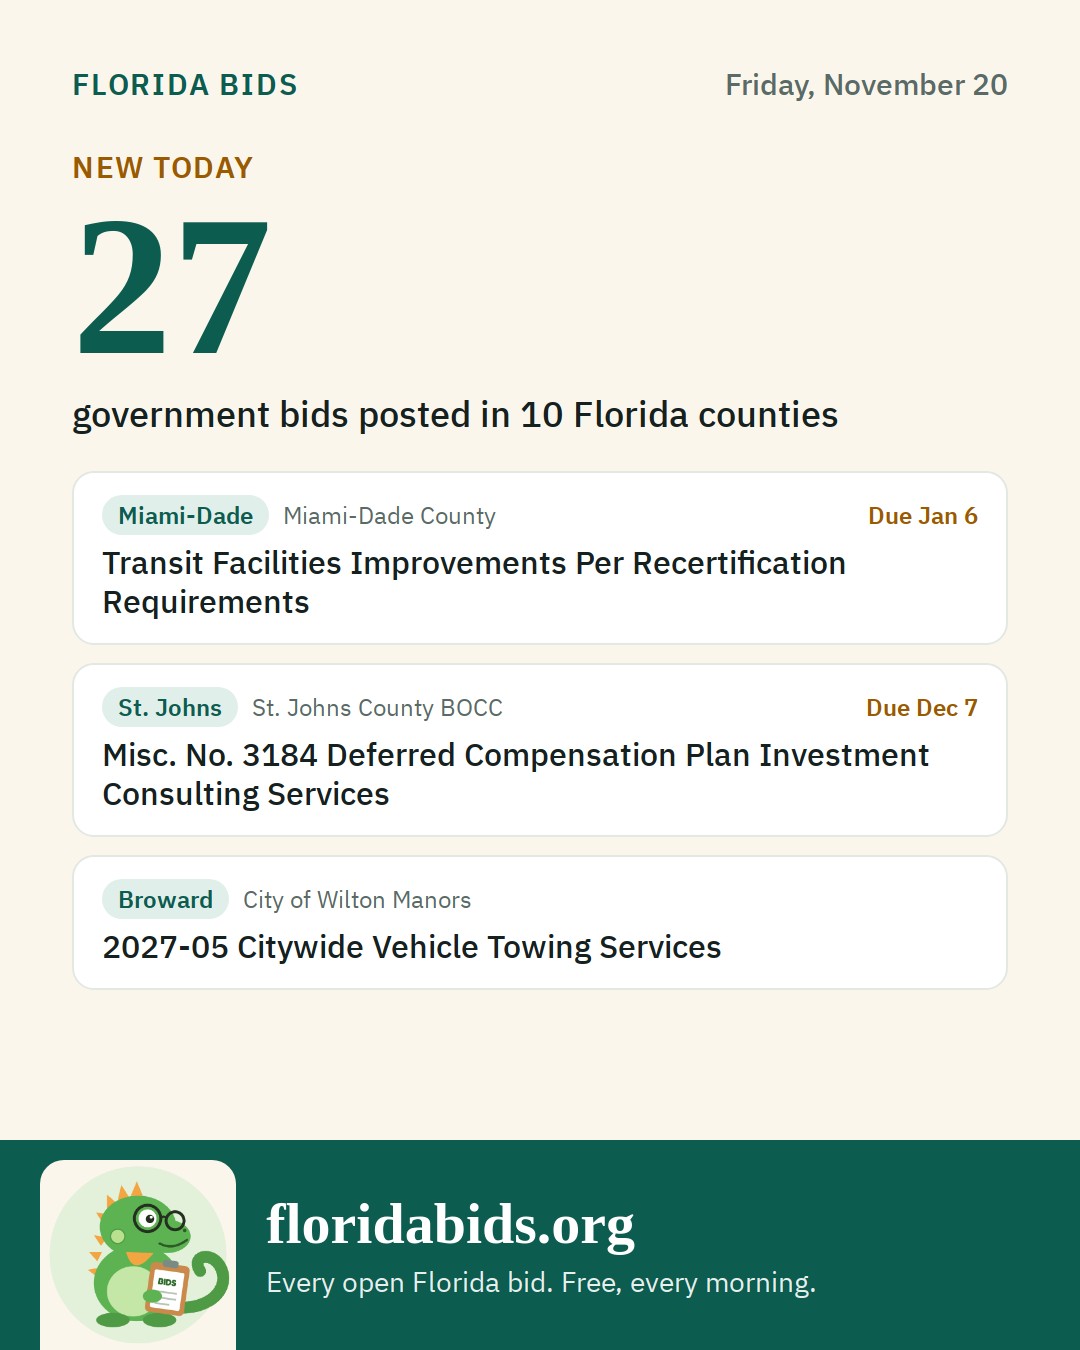 FLORIDA BIDS
Friday, November 20
NEW TODAY
27
government bids posted in 10 Florida counties
Miami-Dade Miami-Dade County Due Jan 6
Transit Facilities Improvements Per Recertification
Requirements
St. Johns St. Johns County BOCC Due Dec 7
Misc. No. 3184 Deferred Compensation Plan Investment
Consulting Services
Broward City of Wilton Manors
2027-05 Citywide Vehicle Towing Services
BIDS
floridabids.org
Every open Florida bid. Free, every morning.